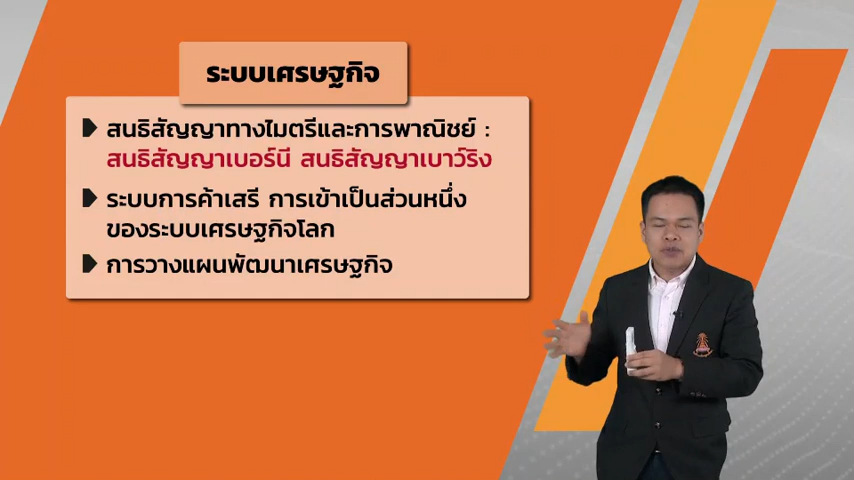 ระบบเศรษฐกิจ
สนธิสัญญาทางไมตรีและการพาณิชย์ :
สนธิสัญญาเบอร์นี สนธิสัญญาเบาว์ริง
ระบบการค้าเสรี การเข้าเป็นส่วนหนึ่ง
ของระบบเศรษฐกิจโลก
การวางแผนพัฒนาเศรษฐกิจ